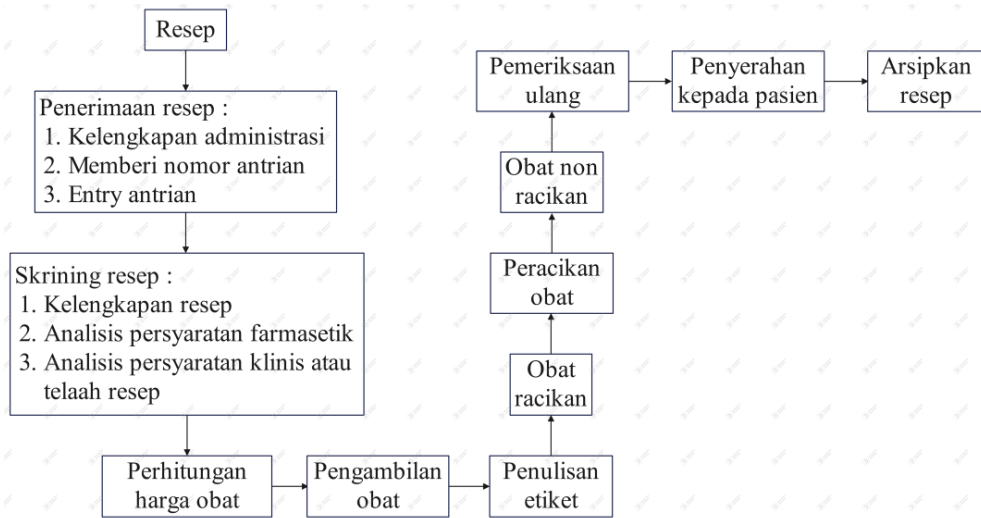 Resep
Penerimaan resep :
1. Kelengkapan administrasi
2. Memberi nomor antrian
3. Entry antrian
Skrining resep :
1. Kelengkapan resep
2. Analisis persyaratan farmasetik
3. Analisis persyaratan klinis atau
telaah resep
Perhitungan
harga obat
Pengambilan
obat
Penulisan
etiket
Obat
racikan
Peracikan
obat
Obat non
racikan
Pemeriksaan
ulang
Penyerahan
kepada pasien
Arsipkan
resep